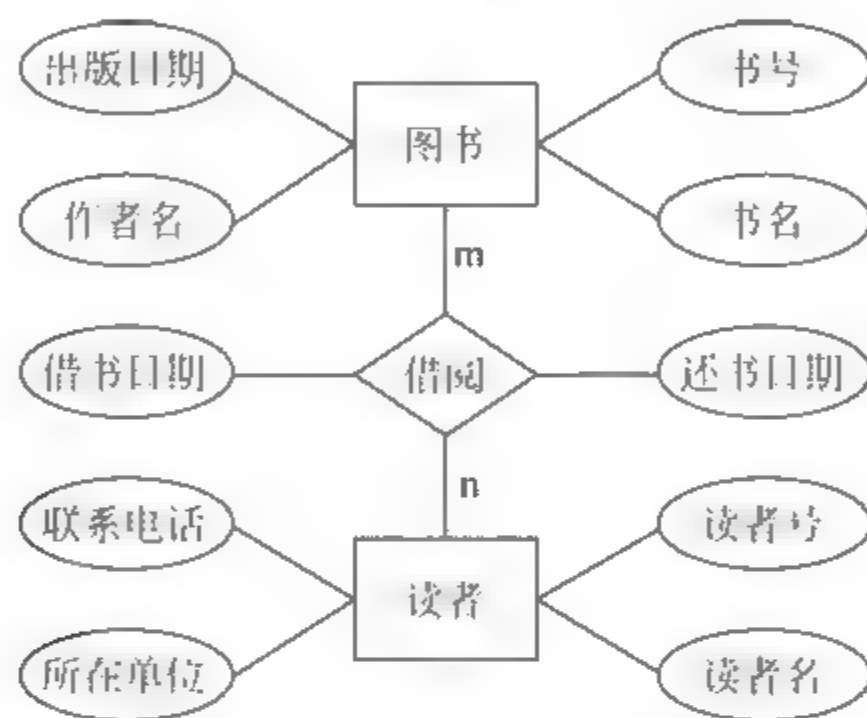 出版日期
书号
图书
作者名
书名
m
借书日期
借阅
还书日期
n
联系电话
读者号
读者
所在单位
读者名